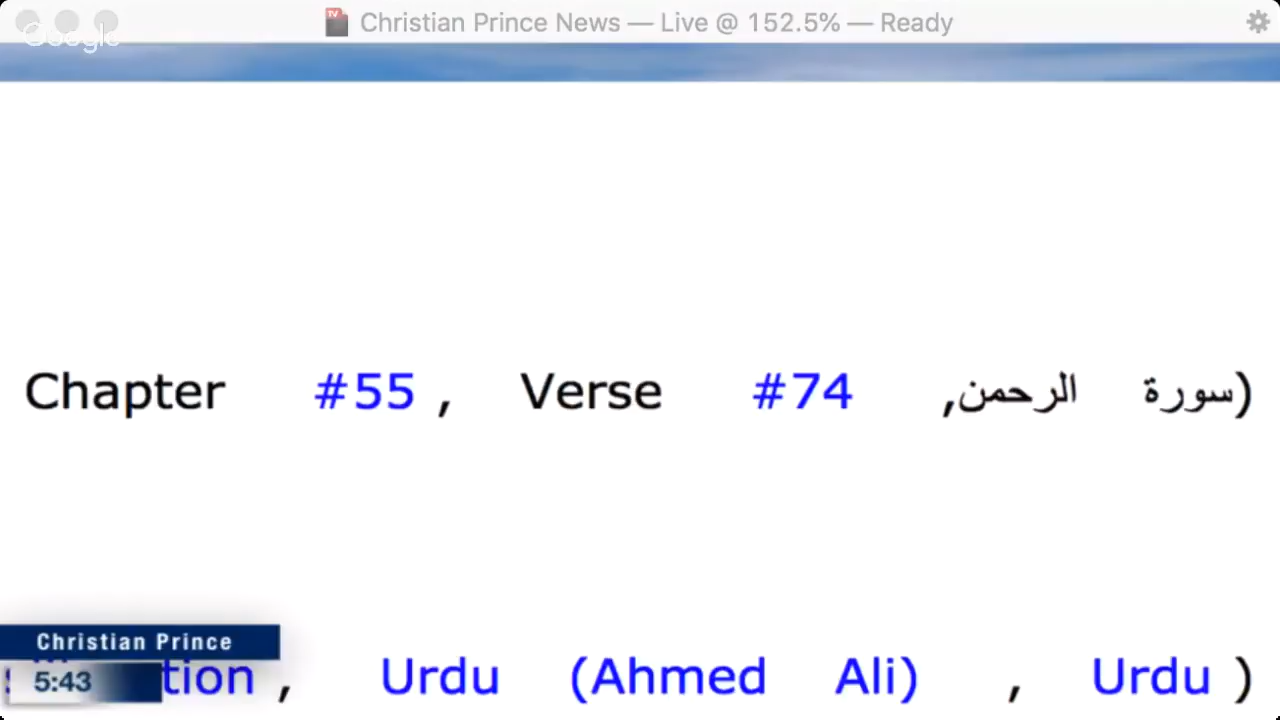 Christian Prince News — Live @ 152.5% — Ready
Google
Chapter #55 , Verse #74 ,سورة الرحمن)
Christian Prince
5:43
tion , Urdu (Ahmed Ali) , Urdu )